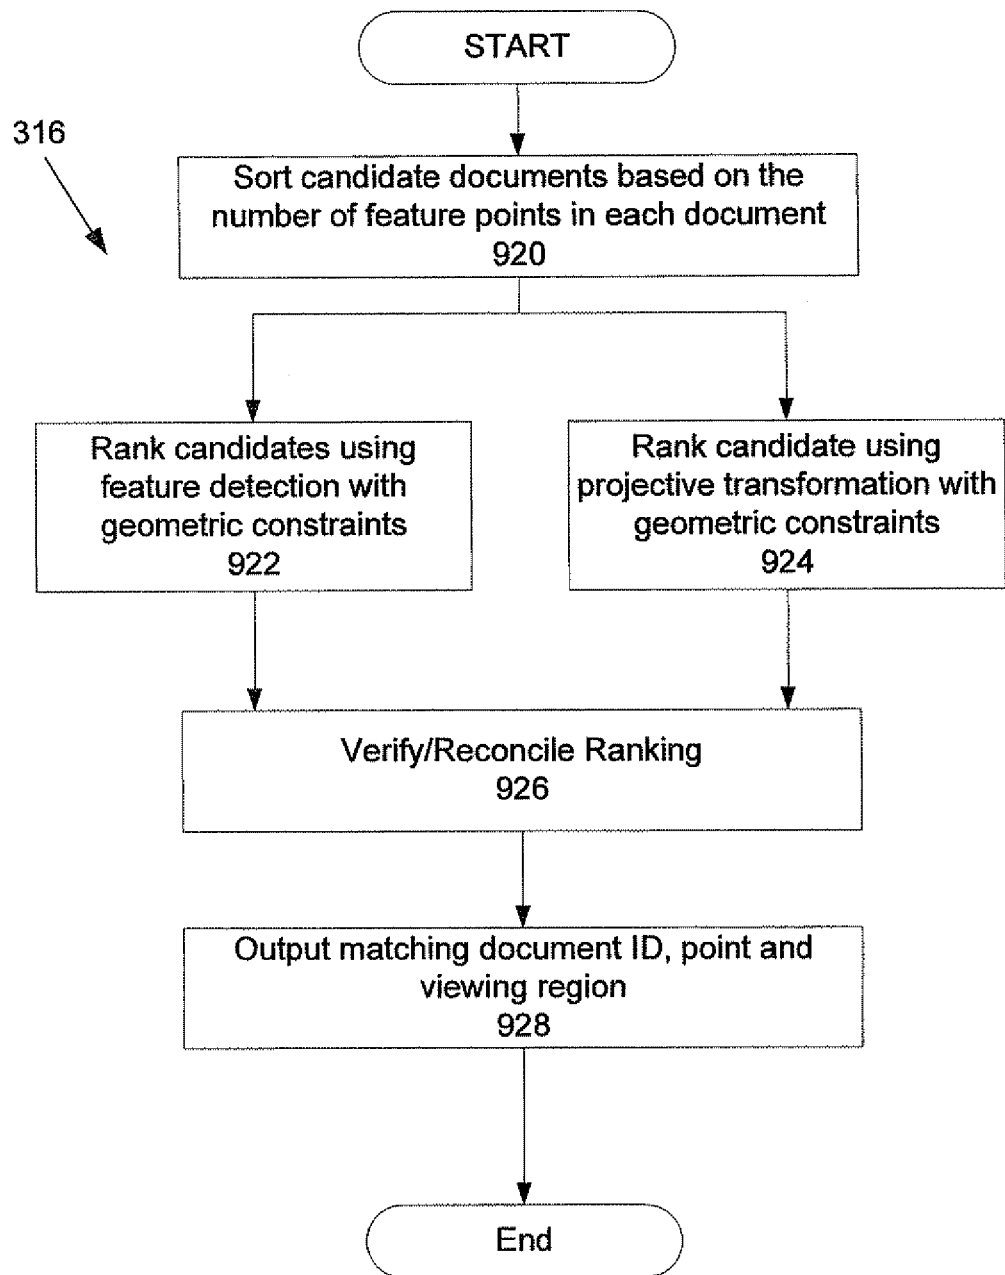 START
316
Sort candidate documents based on the
number of feature points in each document
920
Rank candidates using
feature detection with
geometric constraints
922
Rank candidate using
projective transformation with
geometric constraints
924
Verify/Reconcile Ranking
926
Output matching document ID, point and
viewing region
928
End